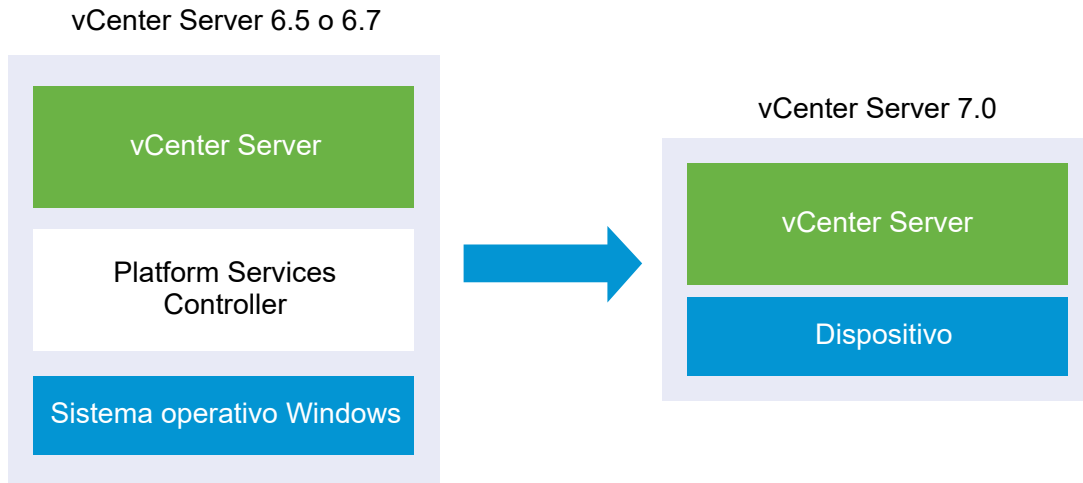 vCenter Server 6.5 o 6.7
vCenter Server
Platform Services
Controller
Sistema operativo Windows
vCenter Server 7.0
vCenter Server
Dispositivo